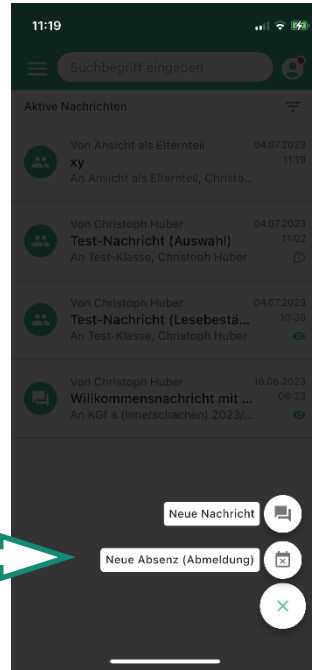 11:19
Suchbegriff eingeben
Aktive Nachrichten
Von Ansicht als Elternteil 04.07.2023
xy 11:19
An Ansicht als Elternteil, Christo...
Von Christoph Huber 04.07.2023
Test-Nachricht (Auswahl) 11:02
An Test-Klasse, Christoph Huber
Von Christoph Huber 04.07.2023
Test-Nachricht (Lesebestä... 10:38
An Test-Klasse, Christoph Huber
Von Christoph Huber 16.06.2023
Willkommensnachricht mit ... 06:23
An KGf a (Innerschachen) 2023/...
Neue Nachricht
Neue Absenz (Abmeldung)